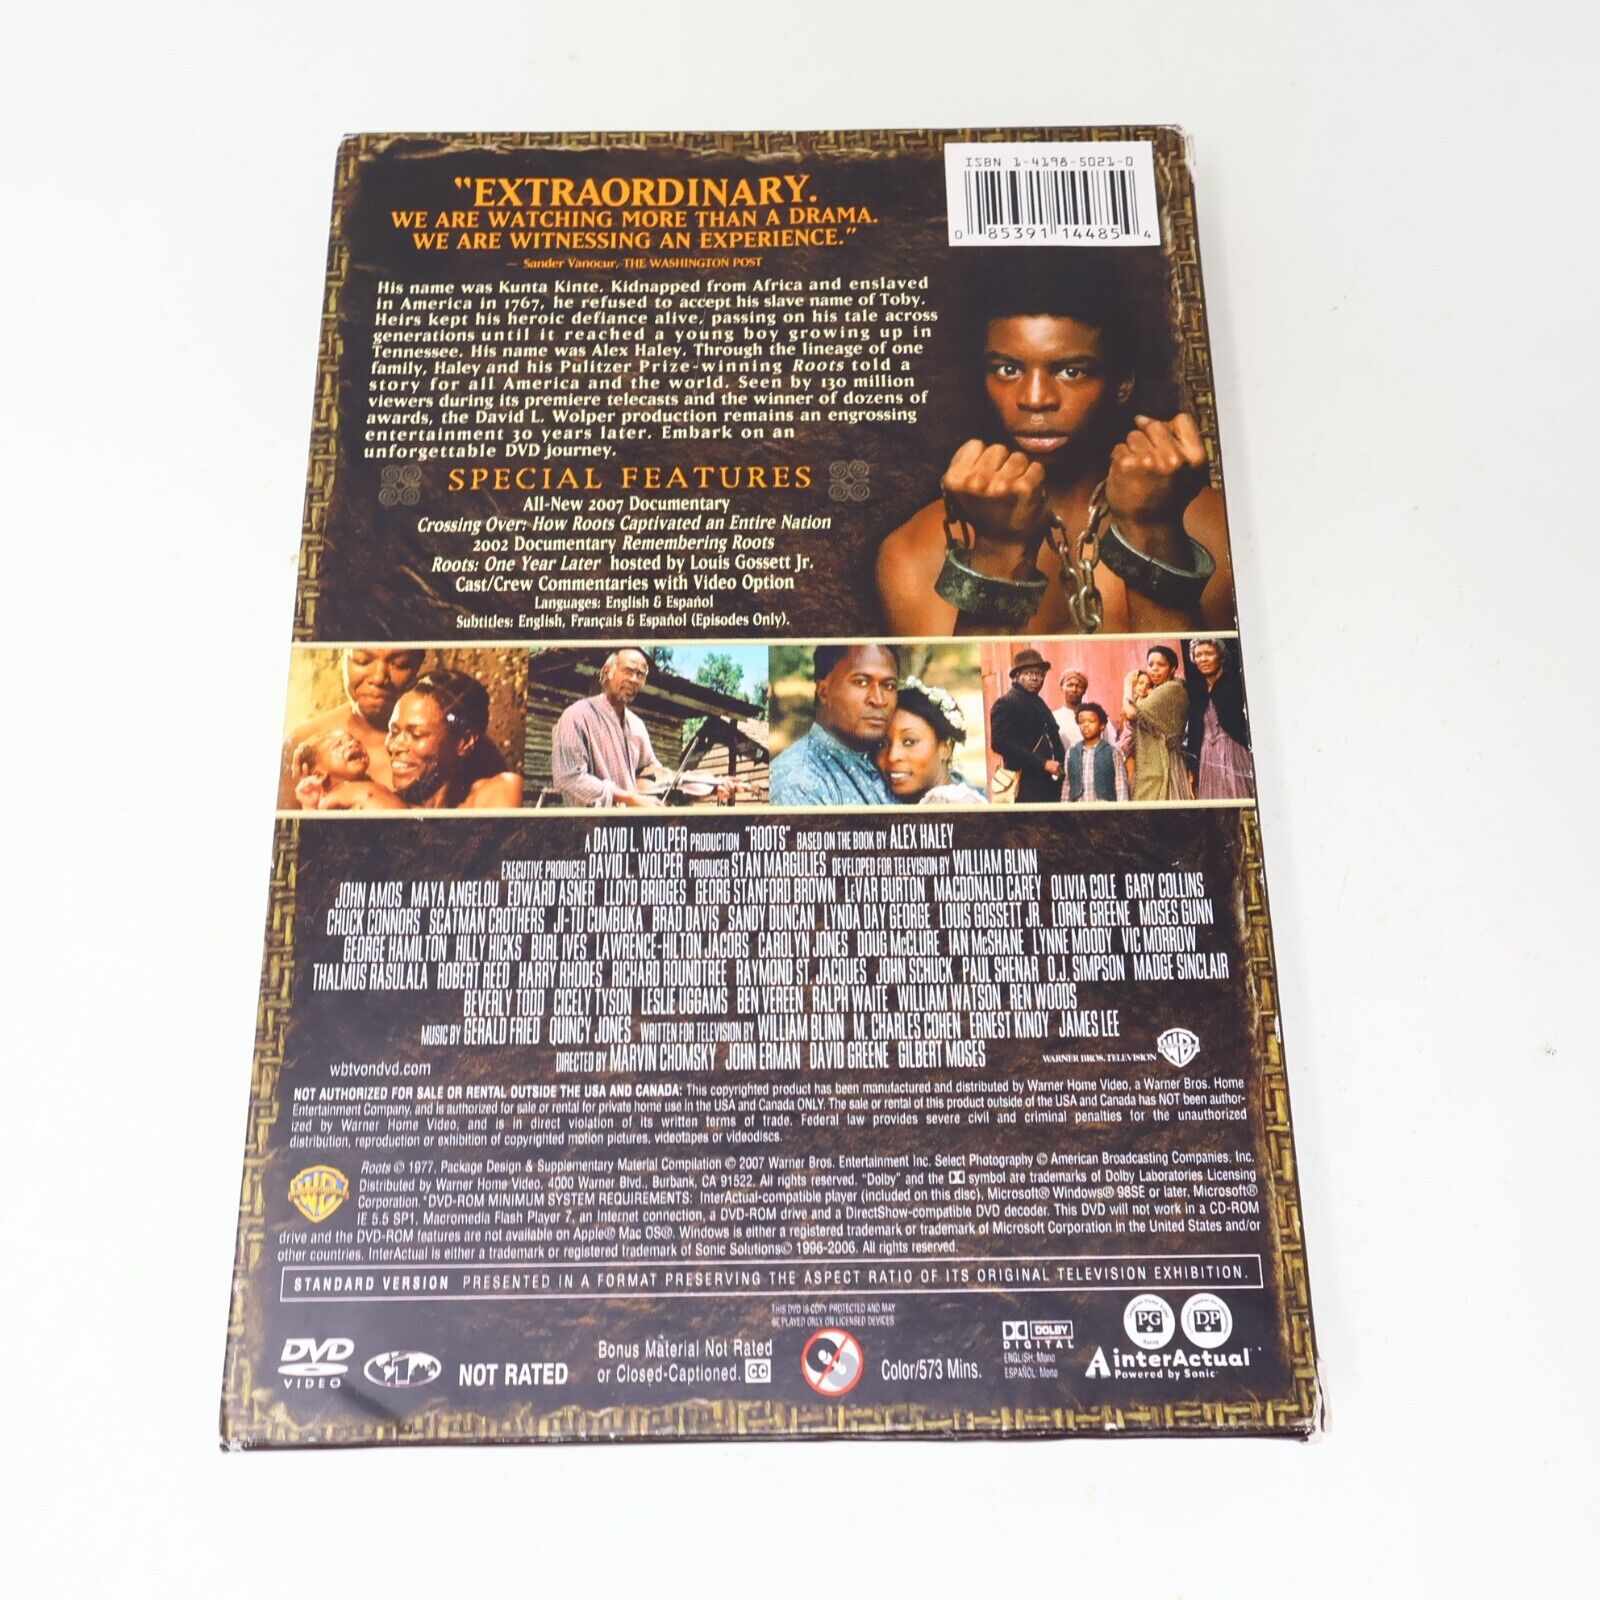 ISBN 1-4198-5021-0
0 85391 14485 4
"EXTRAORDINARY.
WE ARE WATCHING MORE THAN A DRAMA.
WE ARE WITNESSING AN EXPERIENCE."
— Sander Vanocur, THE WASHINGTON POST
His name was Kunta Kinte. Kidnapped from Africa and enslaved
in America in 1767, he refused to accept his slave name of Toby.
Heirs kept his heroic defiance alive, passing on his tale across
generations until it reached a young boy growing up in
Tennessee. His name was Alex Haley. Through the lineage of one
family, Haley and his Pulitzer Prize-winning Roots told a
story for all America and the world. Seen by 130 million
viewers during its premiere telecasts and the winner of dozens of
awards, the David L. Wolper production remains an engrossing
entertainment 30 years later. Embark on an
unforgettable DVD journey.
SPECIAL FEATURES
All-New 2007 Documentary
Crossing Over: How Roots Captivated an Entire Nation
2002 Documentary Remembering Roots
Roots: One Year Later hosted by Louis Gossett Jr.
Cast/Crew Commentaries with Video Option
Languages: English & Español
Subtitles: English, Français & Español (Episodes Only).
A DAVID L. WOLPER PRODUCTION "ROOTS" BASED ON THE BOOK BY ALEX HALEY
EXECUTIVE PRODUCER DAVID L. WOLPER PRODUCER STAN MARGULIES DEVELOPED FOR TELEVISION BY WILLIAM BLINN
JOHN AMOS MAYA ANGELOU EDWARD ASNER LLOYD BRIDGES GEORG STANFORD BROWN LeVAR BURTON MACDONALD CAREY OLIVIA COLE GARY COLLINS
CHUCK CONNORS SCATMAN CROTHERS JI-TU CUMBUKA BRAD DAVIS SANDY DUNCAN LYNDA DAY GEORGE LOUIS GOSSETT JR. LORNE GREENE MOSES GUNN
GEORGE HAMILTON HILLY HICKS BURL IVES LAWRENCE-HILTON JACOBS CAROLYN JONES DOUG McCLURE IAN McSHANE LYNNE MOODY VIC MORROW
THALMUS RASULALA ROBERT REED HARRY RHODES RICHARD ROUNDTREE RAYMOND ST. JACQUES JOHN SCHUCK PAUL SHENAR O.J. SIMPSON MADGE SINCLAIR
BEVERLY TODD CICELY TYSON LESLIE UGGAMS BEN VEREEN RALPH WAITE WILLIAM WATSON REN WOODS
MUSIC BY GERALD FRIED QUINCY JONES WRITTEN FOR TELEVISION BY WILLIAM BLINN M. CHARLES COHEN ERNEST KINOY JAMES LEE
DIRECTED BY MARVIN CHOMSKY JOHN ERMAN DAVID GREENE GILBERT MOSES
wbtvondvd.com
WARNER BROS. TELEVISION
NOT AUTHORIZED FOR SALE OR RENTAL OUTSIDE THE USA AND CANADA: This copyrighted product has been manufactured and distributed by Warner Home Video, a Warner Bros. Home
Entertainment Company, and is authorized for sale or rental for private home use in the USA and Canada ONLY. The sale or rental of this product outside of the USA and Canada has NOT been author-
ized by Warner Home Video, and is in direct violation of its written terms of trade. Federal law provides severe civil and criminal penalties for the unauthorized
distribution, reproduction or exhibition of copyrighted motion pictures, videotapes or videodiscs.
Roots © 1977. Package Design & Supplementary Material Compilation © 2007 Warner Bros. Entertainment Inc. Select Photography © American Broadcasting Companies, Inc.
Distributed by Warner Home Video, 4000 Warner Blvd., Burbank, CA 91522. All rights reserved. "Dolby" and the DD symbol are trademarks of Dolby Laboratories Licensing
Corporation. *DVD-ROM MINIMUM SYSTEM REQUIREMENTS: InterActual-compatible player (included on this disc), Microsoft® Windows® 98SE or later, Microsoft®
IE 5.5 SP1, Macromedia Flash Player 7, an Internet connection, a DVD-ROM drive and a DirectShow-compatible DVD decoder. This DVD will not work in a CD-ROM
drive and the DVD-ROM features are not available on Apple® Mac OS®. Windows is either a registered trademark or trademark of Microsoft Corporation in the United States and/or
other countries. InterActual is either a trademark or registered trademark of Sonic Solutions© 1996-2006. All rights reserved.
STANDARD VERSION PRESENTED IN A FORMAT PRESERVING THE ASPECT RATIO OF ITS ORIGINAL TELEVISION EXHIBITION.
THIS DVD IS COPY PROTECTED AND MAY
BE PLAYED ONLY ON LICENSED DEVICES
DVD
VIDEO
1
NOT RATED
Bonus Material Not Rated
or Closed-Captioned. CC
Color/573 Mins.
DOLBY
DIGITAL
ENGLISH: Mono
ESPAÑOL: Mono
PG
DP
interActual
Powered by Sonic